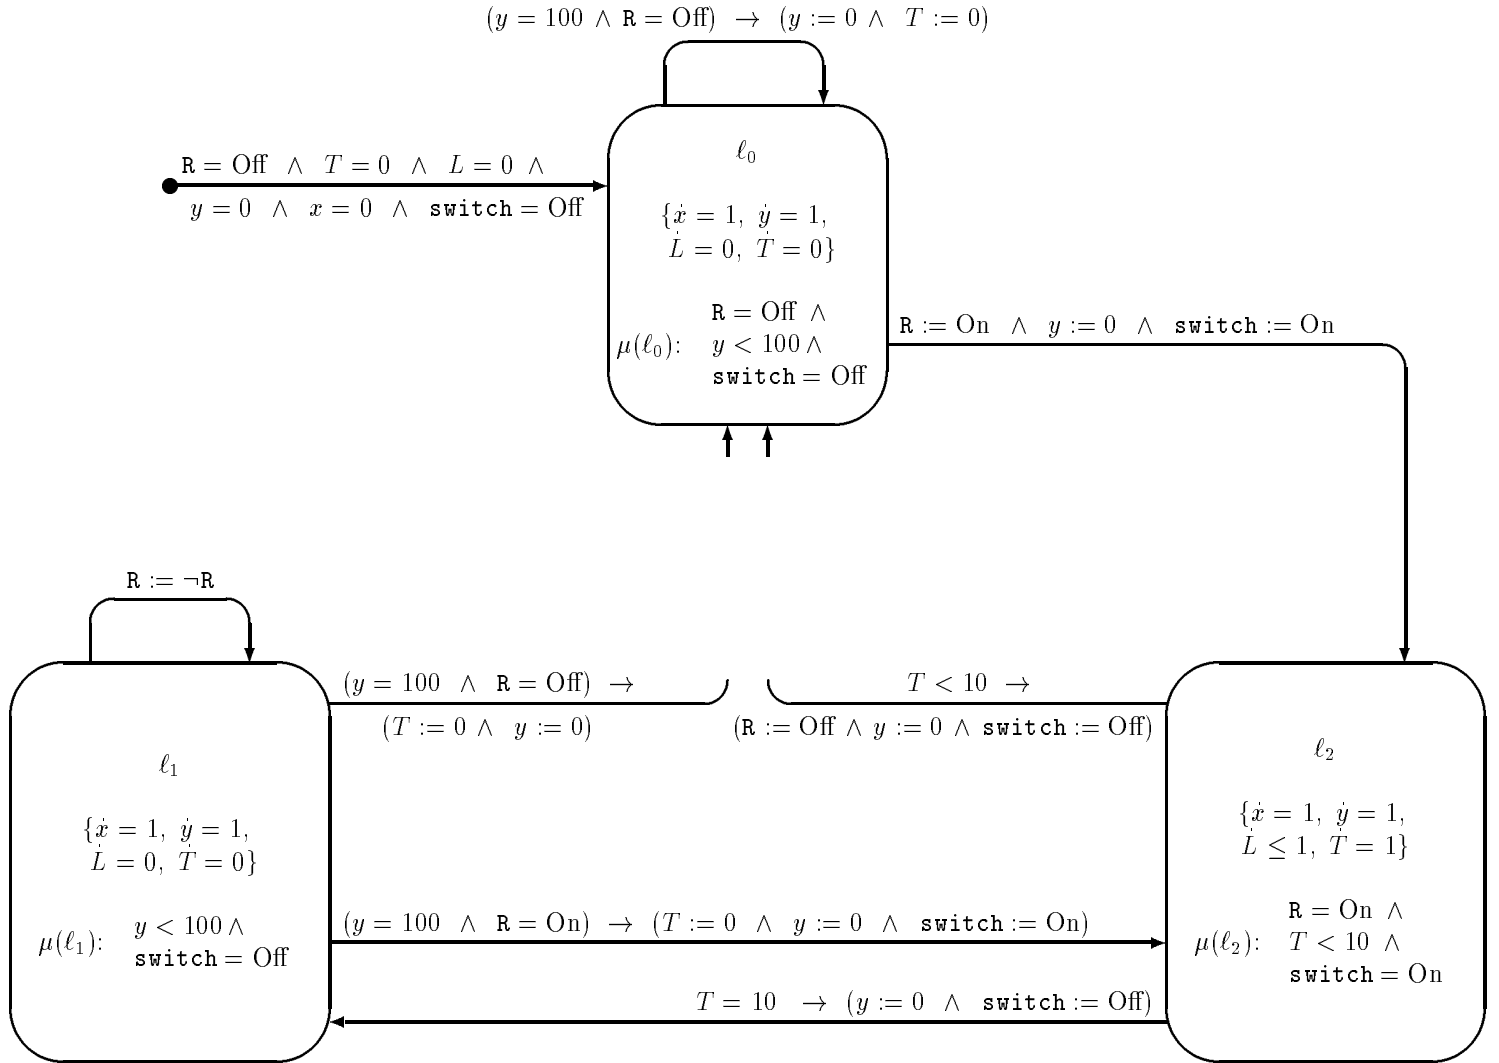 (y = 100 ∧ R = Off) → (y := 0 ∧ T := 0)
ℓ₀
R = Off ∧ T = 0 ∧ L = 0 ∧
y = 0 ∧ x = 0 ∧ switch = Off
{ẋ = 1, ẏ = 1,
L̇ = 0, Ṫ = 0}
R = Off ∧
μ(ℓ₀): y < 100 ∧
switch = Off
R := On ∧ y := 0 ∧ switch := On
R := ¬R
(y = 100 ∧ R = Off) →
(T := 0 ∧ y := 0)
T < 10 →
(R := Off ∧ y := 0 ∧ switch := Off)
ℓ₁
{ẋ = 1, ẏ = 1,
L̇ = 0, Ṫ = 0}
μ(ℓ₁): y < 100 ∧
switch = Off
ℓ₂
{ẋ = 1, ẏ = 1,
L̇ ≤ 1, Ṫ = 1}
R = On ∧
μ(ℓ₂): T < 10 ∧
switch = On
(y = 100 ∧ R = On) → (T := 0 ∧ y := 0 ∧ switch := On)
T = 10 → (y := 0 ∧ switch := Off)